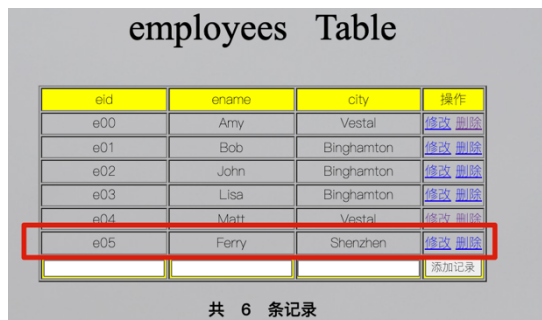 employees Table
eid ename city 操作
e00 Amy Vestal 修改 删除
e01 Bob Binghamton 修改 删除
e02 John Binghamton 修改 删除
e03 Lisa Binghamton 修改 删除
e04 Matt Vestal 修改 删除
e05 Ferry Shenzhen 修改 删除
添加记录
共 6 条记录